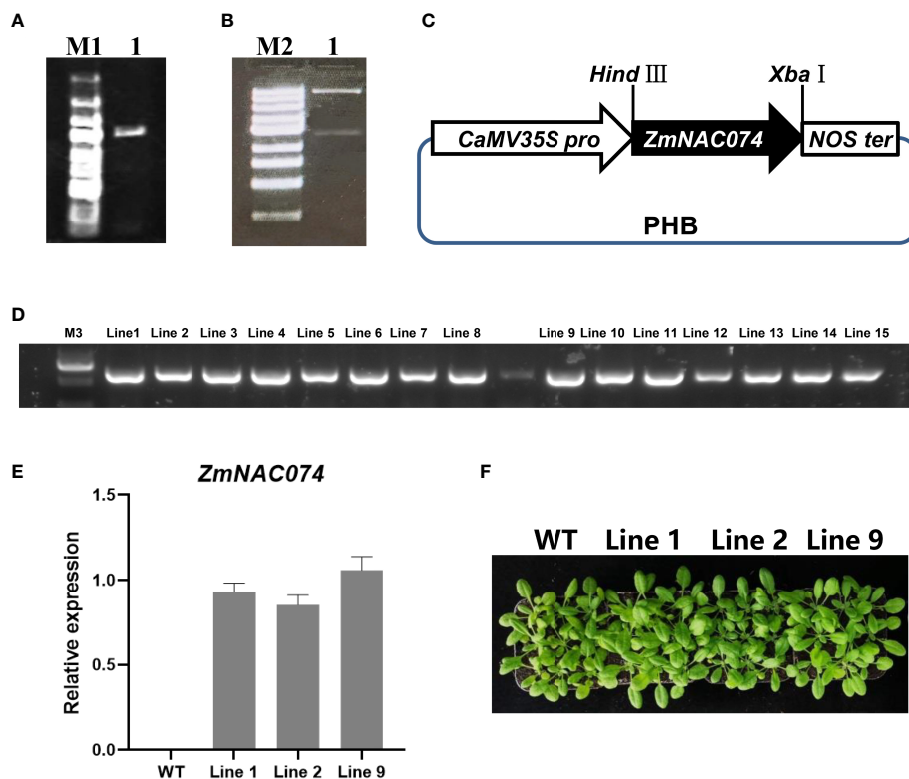 A
M1 1
B
M2 1
C
Hind III
Xba I
CaMV35S pro
ZmNAC074
NOS ter
PHB
D
M3 Line1 Line 2 Line 3 Line 4 Line 5 Line 6 Line 7 Line 8 Line 9 Line 10 Line 11 Line 12 Line 13 Line 14 Line 15
E
ZmNAC074
Relative expression
1.5
1.0
0.5
0.0
WT Line 1 Line 2 Line 9
F
WT Line 1 Line 2 Line 9